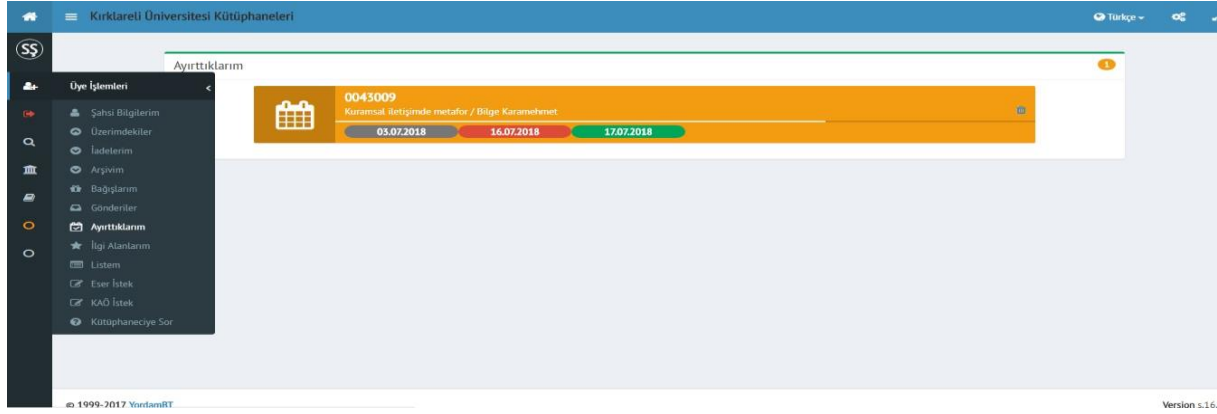 Kırklareli Üniversitesi Kütüphaneleri
Türkçe
SŞ
Ayırttıklarım
1
Üye İşlemleri
Şahsi Bilgilerim
Üzerimdekiler
İadelerim
Arşivim
Bağışlarım
Gönderiler
Ayırttıklarım
İlgi Alanlarım
Listem
Eser İstek
KAÖ İstek
Kütüphaneciye Sor
0043009
Kuramsal iletişimde metafor / Bilge Karamehmet
03.07.2018 16.07.2018 17.07.2018
© 1999-2017 YordamBT
Version s.16.